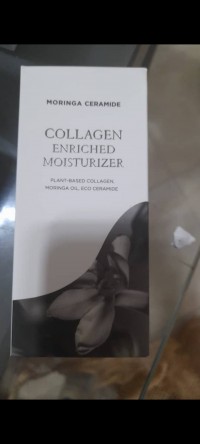 MORINGA CERAMIDE
COLLAGEN
ENRICHED
MOISTURIZER
PLANT-BASED COLLAGEN,
MORINGA OIL, ECO CERAMIDE